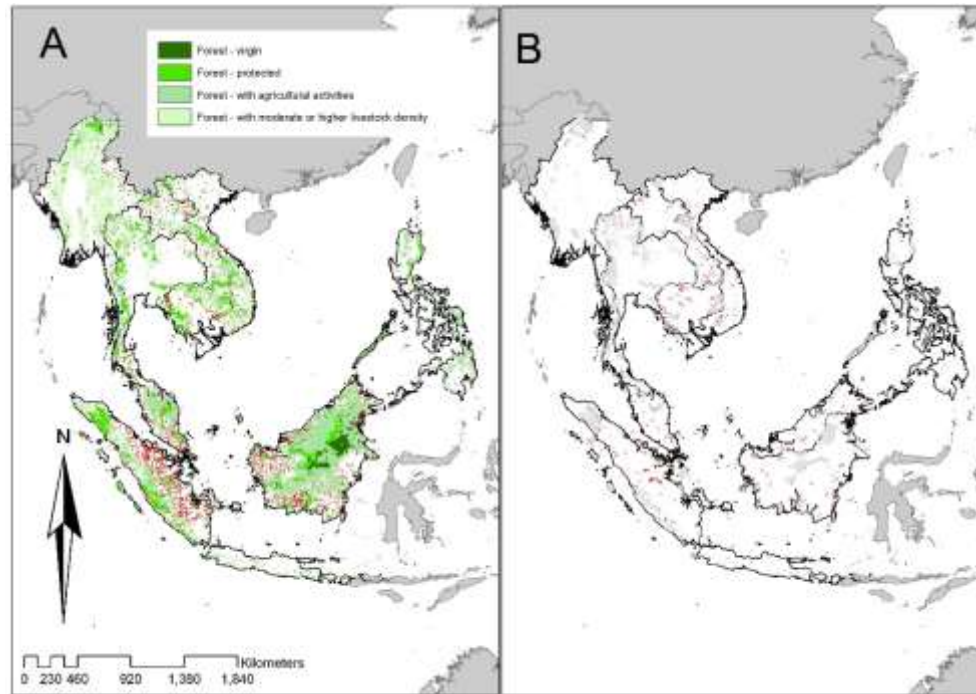 A
B
Forest - virgin
Forest - protected
Forest - with agricultural activities
Forest - with moderate or higher livestock density
N
Kilometers
0 230 460 920 1,380 1,840